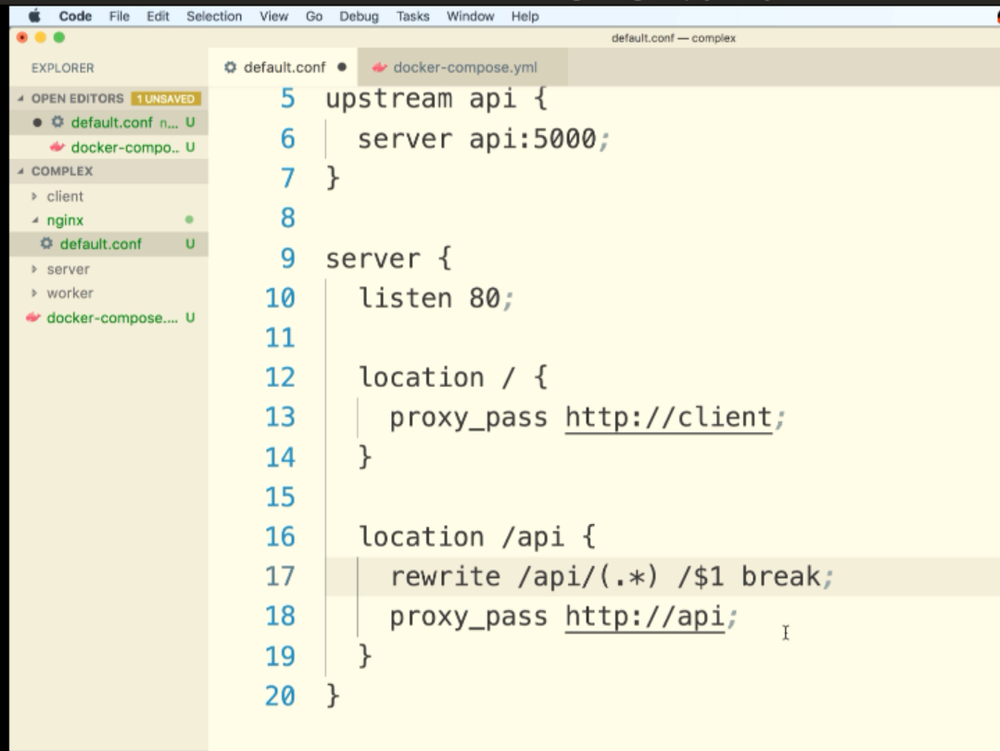 Code File Edit Selection View Go Debug Tasks Window Help
default.conf — complex
EXPLORER
default.conf
docker-compose.yml
OPEN EDITORS 1 UNSAVED
default.conf n... U
docker-compo.. U
COMPLEX
client
nginx
default.conf U
server
worker
docker-compose.... U
5 upstream api {
6 server api:5000;
7 }
8
9 server {
10 listen 80;
11
12 location / {
13 proxy_pass http://client;
14 }
15
16 location /api {
17 rewrite /api/(.*) /$1 break;
18 proxy_pass http://api;
19 }
20 }